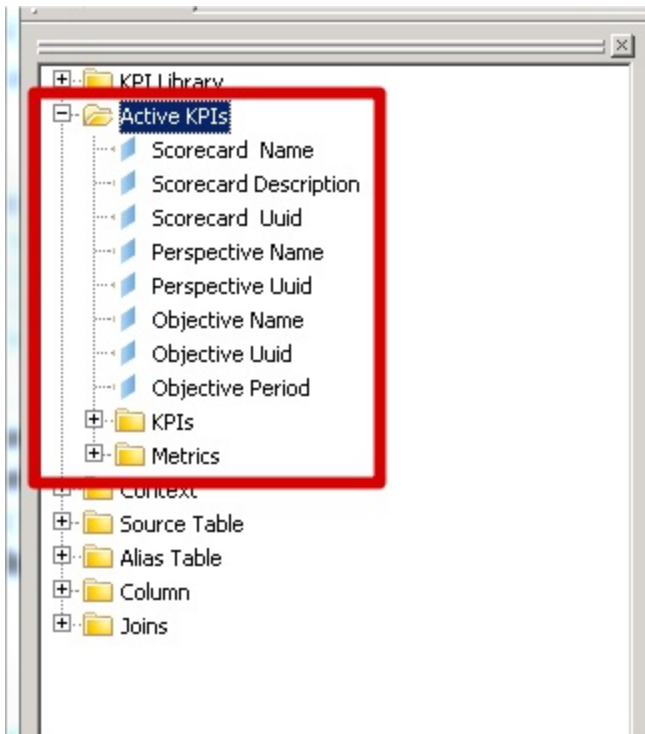 KPI Library
Active KPIs
Scorecard Name
Scorecard Description
Scorecard Uuid
Perspective Name
Perspective Uuid
Objective Name
Objective Uuid
Objective Period
KPIs
Metrics
Context
Source Table
Alias Table
Column
Joins